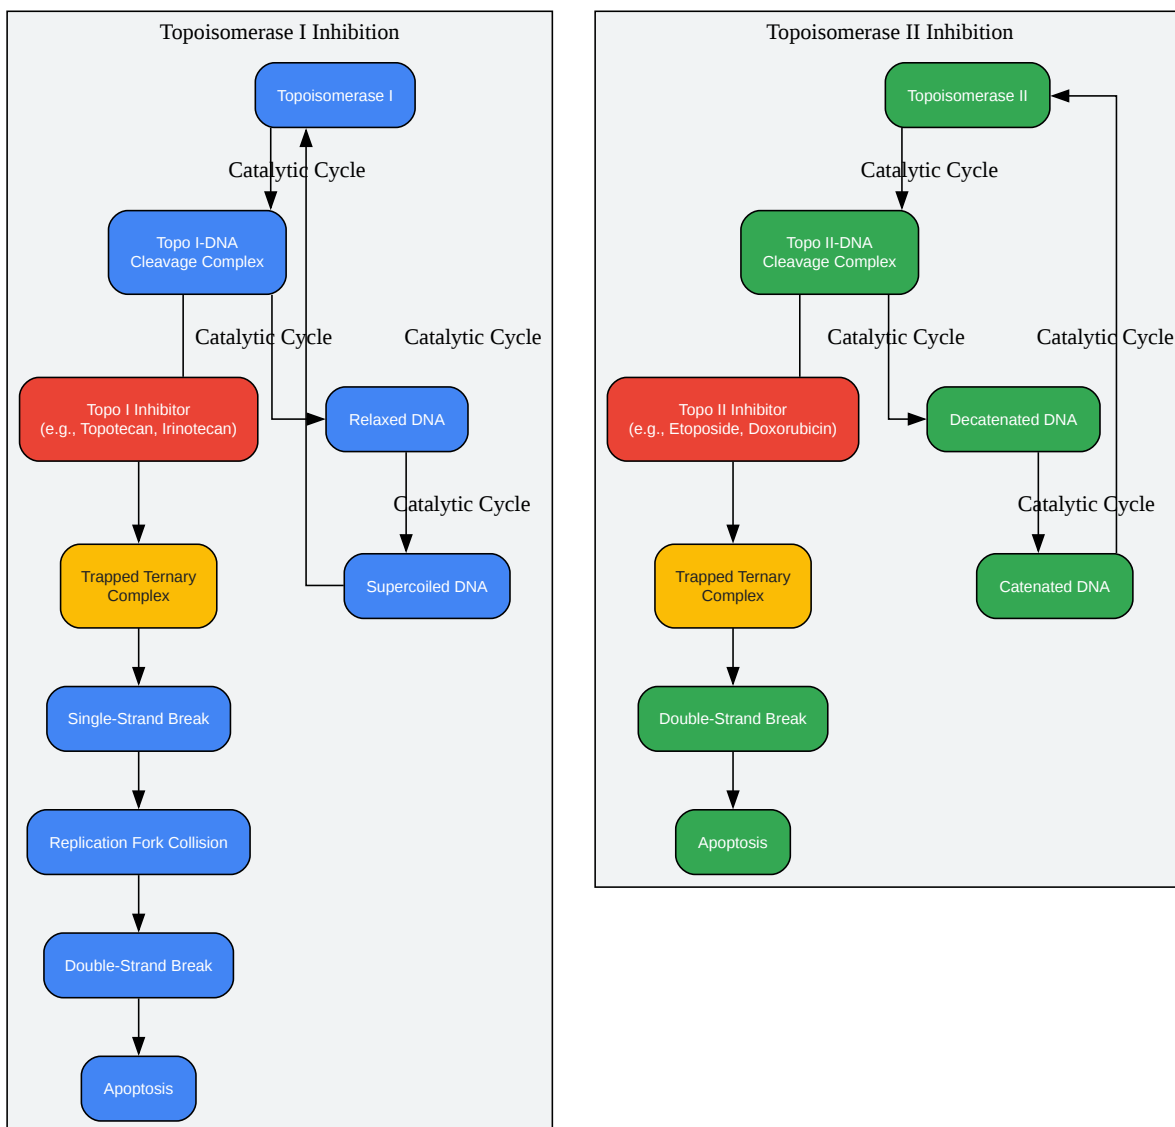 Topoisomerase I Inhibition
Topoisomerase I
Catalytic Cycle
Topo I-DNA
Cleavage Complex
Catalytic Cycle
Catalytic Cycle
Topo I Inhibitor
(e.g., Topotecan, Irinotecan)
Relaxed DNA
Catalytic Cycle
Trapped Ternary
Complex
Supercoiled DNA
Single-Strand Break
Replication Fork Collision
Double-Strand Break
Apoptosis
Topoisomerase II Inhibition
Topoisomerase II
Catalytic Cycle
Topo II-DNA
Cleavage Complex
Catalytic Cycle
Catalytic Cycle
Topo II Inhibitor
(e.g., Etoposide, Doxorubicin)
Decatenated DNA
Catalytic Cycle
Trapped Ternary
Complex
Catenated DNA
Double-Strand Break
Apoptosis